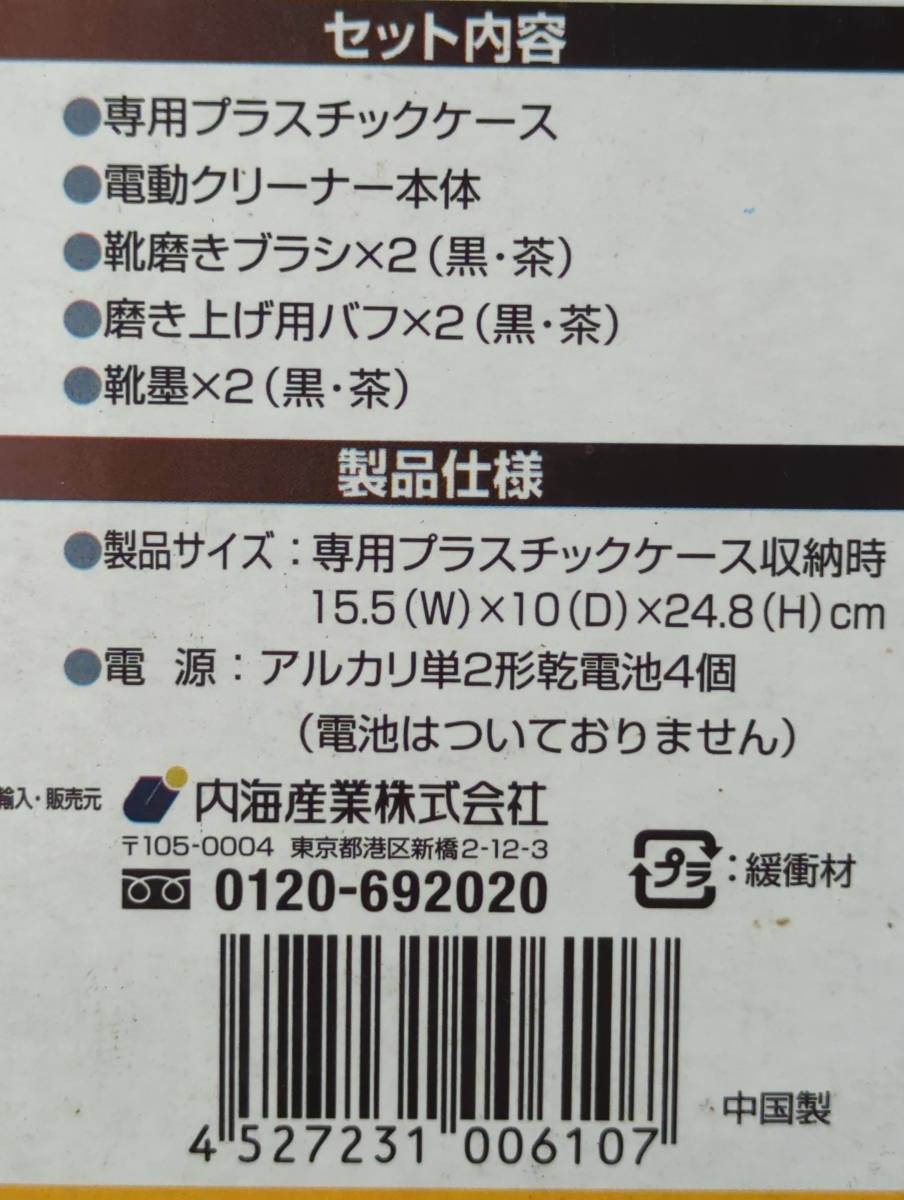 セット内容
●専用プラスチックケース
●電動クリーナー本体
●靴磨きブラシ×2(黒・茶)
●磨き上げ用バフ×2(黒・茶)
●靴墨×2(黒・茶)
製品仕様
●製品サイズ:専用プラスチックケース収納時
15.5(W)×10(D)×24.8(H)cm
●電 源:アルカリ単2形乾電池4個
(電池はついておりません)
輸入・販売元 内海産業株式会社
〒105-0004 東京都港区新橋2-12-3
0120-692020
プラ:緩衝材
4 527231 006107
中国製